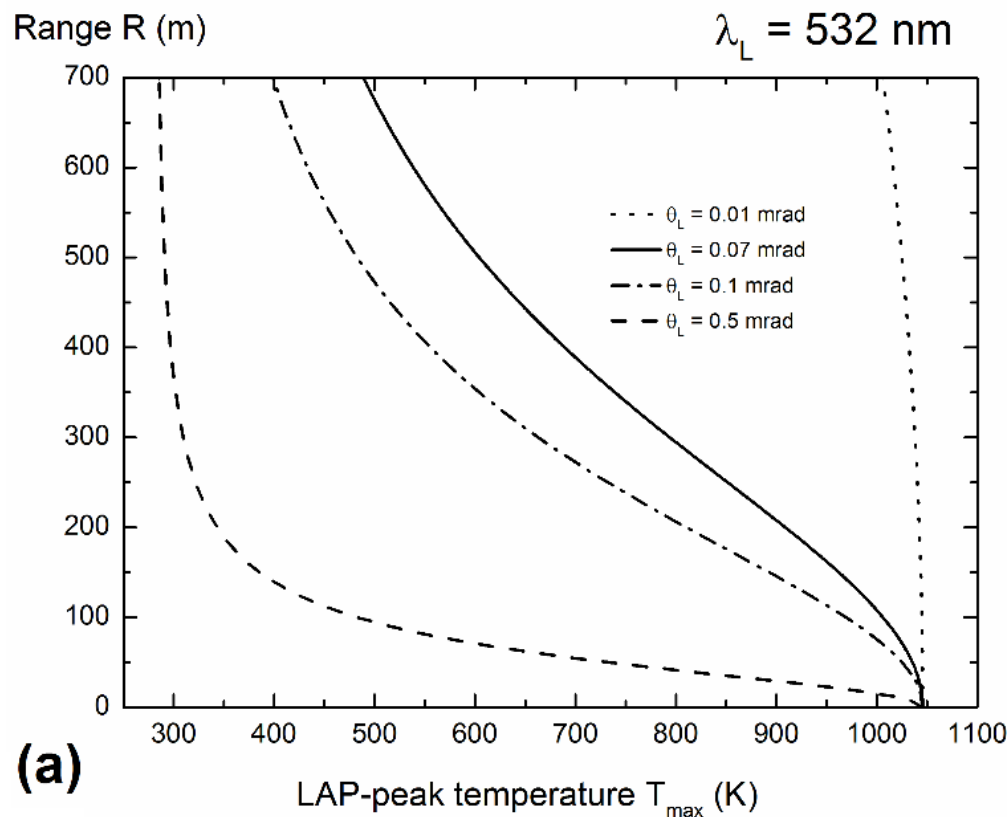 Range R (m)
λL = 532 nm
700
600
500
400
300
200
100
0
θL = 0.01 mrad
θL = 0.07 mrad
θL = 0.1 mrad
θL = 0.5 mrad
300 400 500 600 700 800 900 1000 1100
(a)
LAP-peak temperature Tmax (K)